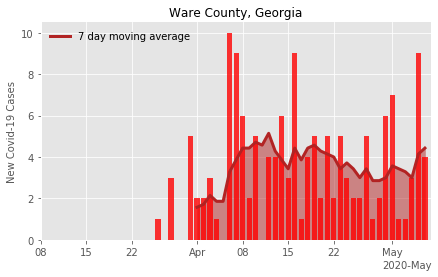 Ware County, Georgia
7 day moving average
New Covid-19 Cases
10
8
6
4
2
0
08 15 22 Apr 08 15 22 May
2020-May